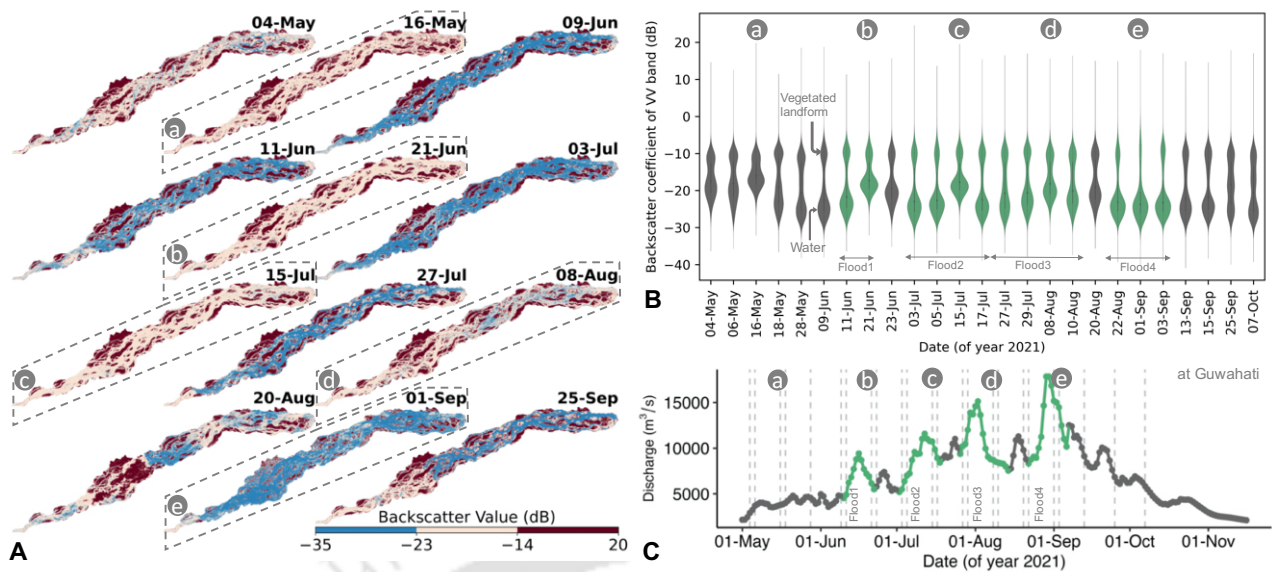 04-May
16-May
09-Jun
a
11-Jun
21-Jun
03-Jul
b
15-Jul
27-Jul
08-Aug
c
d
20-Aug
01-Sep
25-Sep
e
Backscatter Value (dB)
−35
−23
−14
20
A
Backscatter coefficient of VV band (dB)
20
10
0
−10
−20
−30
−40
a
b
c
d
e
Vegetated
landform
Water
Flood1
Flood2
Flood3
Flood4
04-May
06-May
16-May
18-May
28-May
09-Jun
11-Jun
21-Jun
23-Jun
03-Jul
05-Jul
15-Jul
17-Jul
27-Jul
29-Jul
08-Aug
10-Aug
20-Aug
22-Aug
01-Sep
03-Sep
13-Sep
15-Sep
25-Sep
07-Oct
Date (of year 2021)
B
Discharge (m³/s)
15000
10000
5000
a
b
c
d
e
at Guwahati
Flood1
Flood2
Flood3
Flood4
01-May
01-Jun
01-Jul
01-Aug
01-Sep
01-Oct
01-Nov
Date (of year 2021)
C